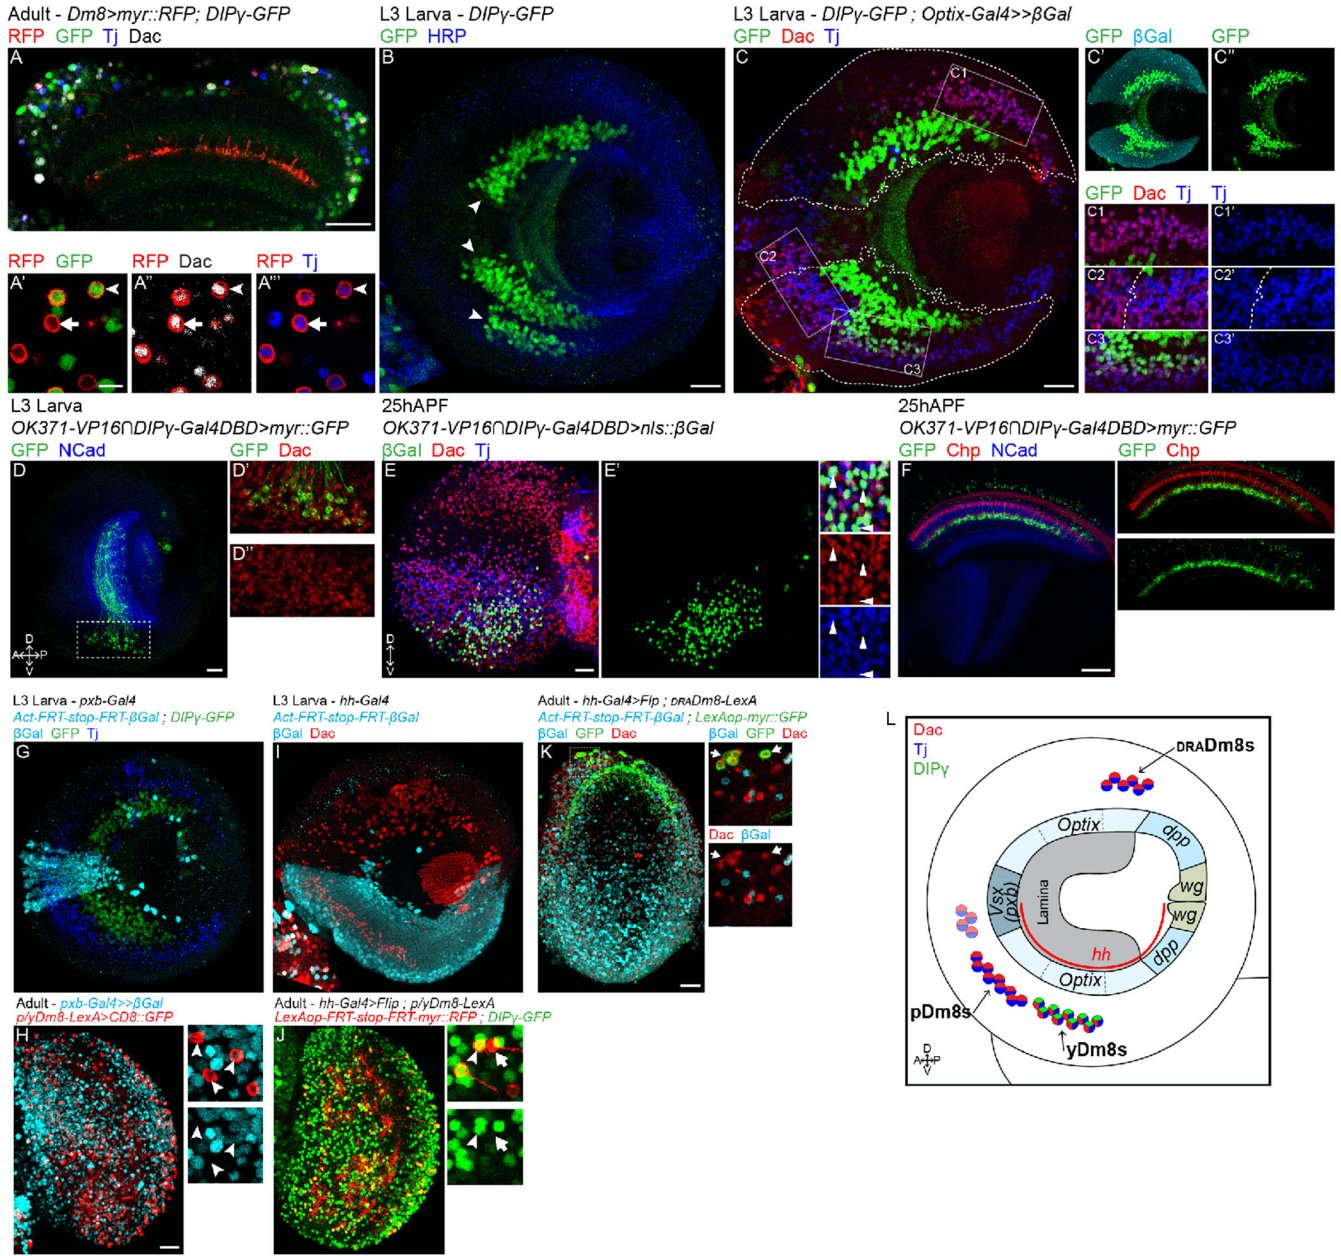 Adult - Dm8>myr::RFP; DIPγ-GFP
RFP GFP Tj Dac
A
RFP GFP
A'
RFP Dac
A''
RFP Tj
A'''
L3 Larva - DIPγ-GFP
GFP HRP
B
L3 Larva - DIPγ-GFP ; Optix-Gal4>>βGal
GFP Dac Tj
C
C1
C2
C3
GFP βGal
C'
GFP
C''
GFP Dac Tj
Tj
C1
C1'
C2
C2'
C3
C3'
L3 Larva
OK371-VP16∩DIPγ-Gal4DBD>myr::GFP
GFP NCad
D
D
A P
V
GFP Dac
D'
D''
25hAPF
OK371-VP16∩DIPγ-Gal4DBD>nls::βGal
βGal Dac Tj
E
D
V
E'
25hAPF
OK371-VP16∩DIPγ-Gal4DBD>myr::GFP
GFP Chp NCad
F
GFP Chp
L3 Larva - pxb-Gal4
Act-FRT-stop-FRT-βGal ; DIPγ-GFP
βGal GFP Tj
G
L3 Larva - hh-Gal4
Act-FRT-stop-FRT-βGal
βGal Dac
I
Adult - hh-Gal4>Flp ; DRADm8-LexA
Act-FRT-stop-FRT-βGal ; LexAop-myr::GFP
βGal GFP Dac
K
βGal GFP Dac
Dac βGal
Adult - pxb-Gal4>>βGal
p/yDm8-LexA>CD8::GFP
H
Adult - hh-Gal4>Flip ; p/yDm8-LexA
LexAop-FRT-stop-FRT-myr::RFP ; DIPγ-GFP
J
L
Dac
Tj
DIPγ
DRADm8s
Optix
dpp
wg
wg
dpp
Optix
Vsx
(pxb)
Lamina
hh
pDm8s
yDm8s
D
A P
V